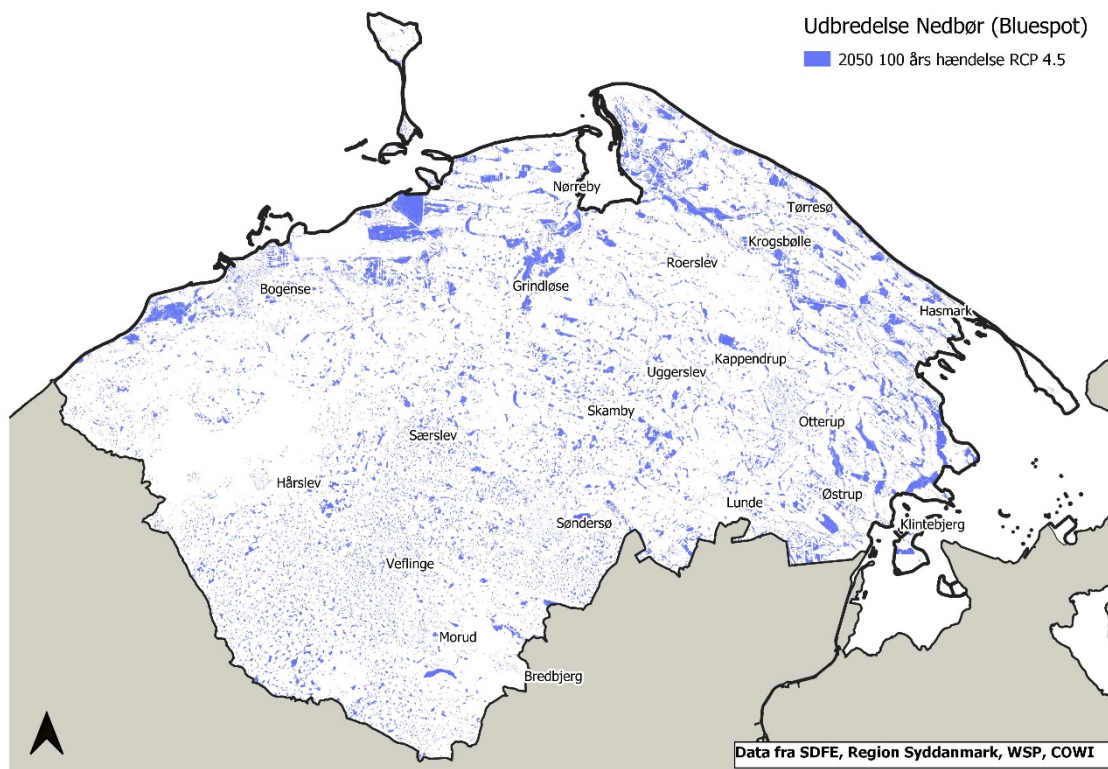 Udbredelse Nedbør (Bluespot)
2050 100 års hændelse RCP 4.5
Nørreby
Tørresø
Krogsbølle
Roerslev
Grindløse
Bogense
Hasmark
Kappendrup
Uggerslev
Skamby
Otterup
Særslev
Hårslev
Østrup
Lunde
Søndersø
Klintebjerg
Veflinge
Morud
Bredbjerg
Data fra SDFE, Region Syddanmark, WSP, COWI